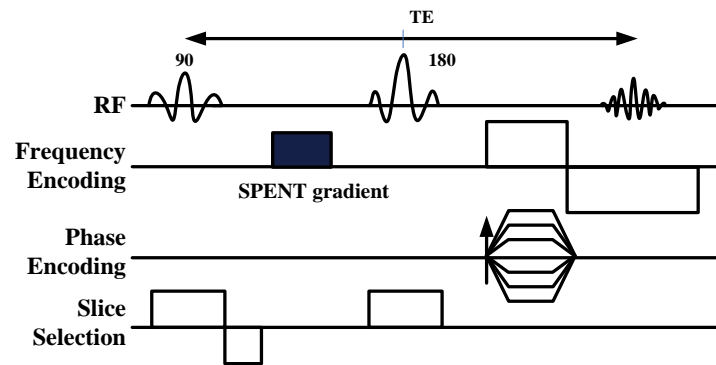 TE
90
180
RF
Frequency
Encoding
SPENT gradient
Phase
Encoding
Slice
Selection